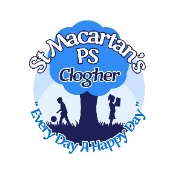 St Macartan's
PS
Clogher
"Every Day A Happy Day"